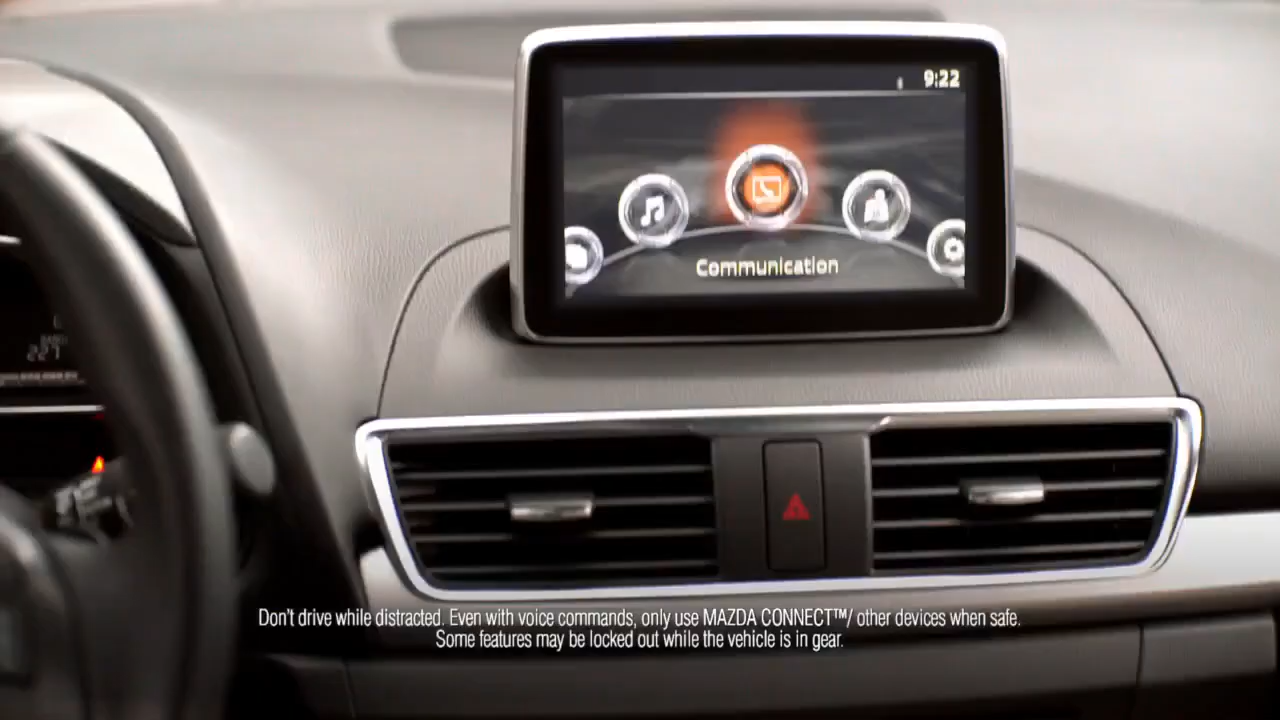 9:22
Communication
227
Don't drive while distracted. Even with voice commands, only use MAZDA CONNECT™/ other devices when safe.
Some features may be locked out while the vehicle is in gear.